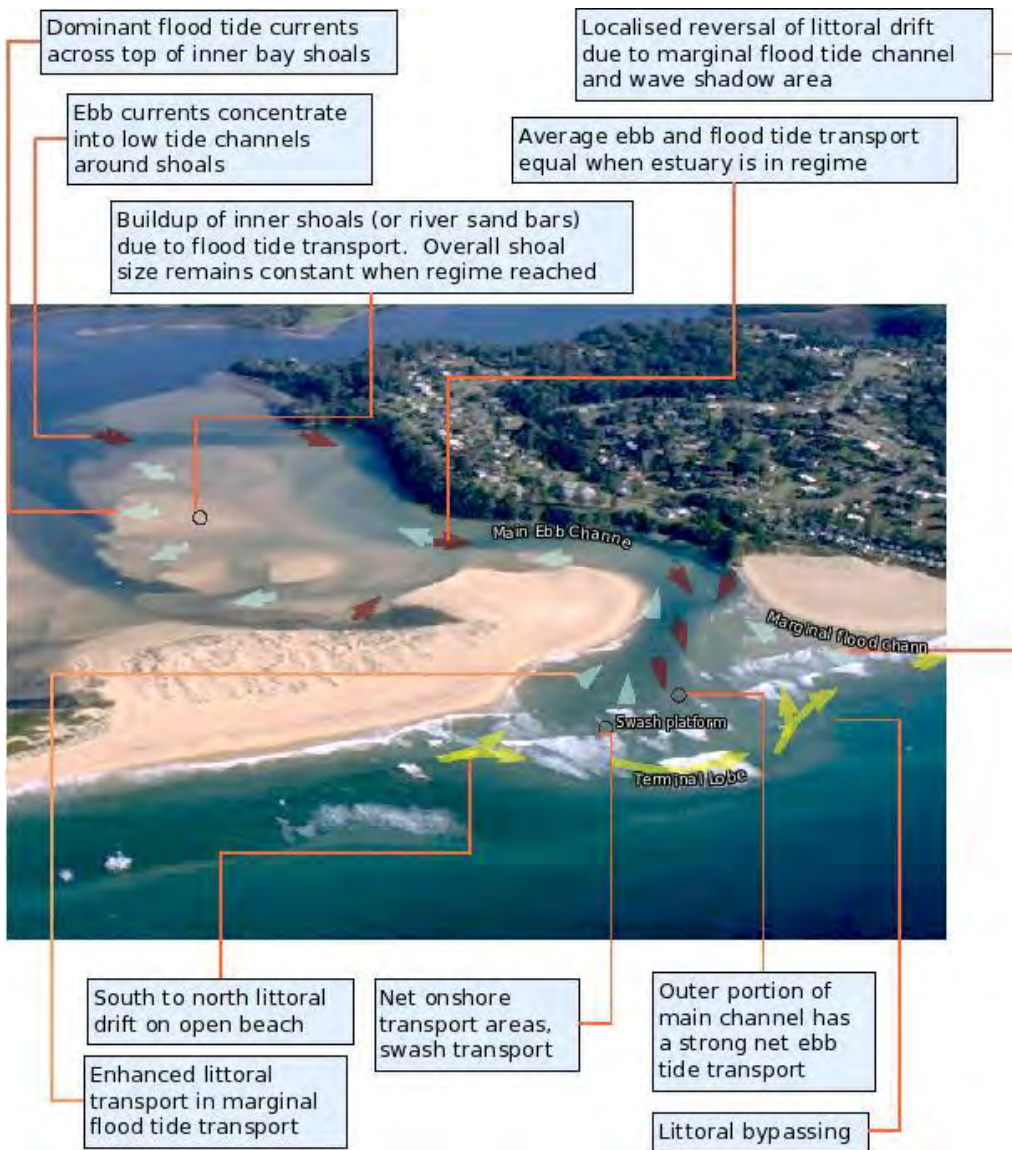 Dominant flood tide currents
across top of inner bay shoals
Localised reversal of littoral drift
due to marginal flood tide channel
and wave shadow area
Ebb currents concentrate
into low tide channels
around shoals
Average ebb and flood tide transport
equal when estuary is in regime
Buildup of inner shoals (or river sand bars)
due to flood tide transport. Overall shoal
size remains constant when regime reached
Main Ebb Channe
Marginal flood chann
Swash platform
Terminal Lobe
South to north littoral
drift on open beach
Net onshore
transport areas,
swash transport
Outer portion of
main channel has
a strong net ebb
tide transport
Enhanced littoral
transport in marginal
flood tide transport
Littoral bypassing